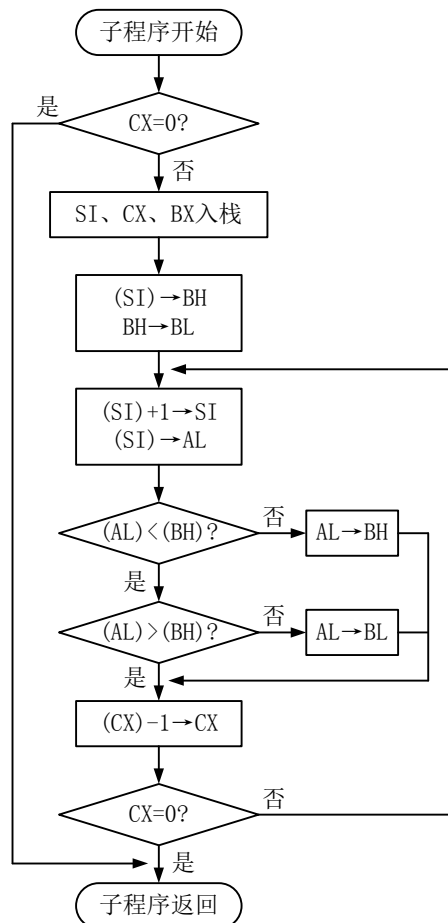 子程序开始
是
CX=0?
否
SI、CX、BX入栈
(SI)→BH
BH→BL
(SI)+1→SI
(SI)→AL
(AL)<(BH)?
否
AL→BH
是
(AL)>(BH)?
否
AL→BL
是
(CX)-1→CX
CX=0?
否
是
子程序返回